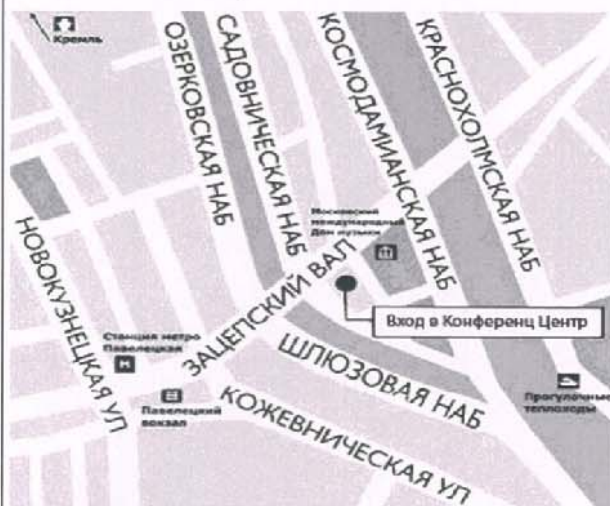 Кремль
ОЗЕРКОВСКАЯ НАБ
САДОВНИЧЕСКАЯ НАБ
КОСМОДАМИАНСКАЯ НАБ
КРАСНОХОЛМСКАЯ НАБ
НОВОКУЗНЕЦКАЯ УЛ
Московский
международный
Дом музыки
ЗАЦЕПСКИЙ ВАЛ
Вход в Конференц Центр
Станция метро
Павелецкая
М
ШЛЮЗОВАЯ НАБ
Прогулочные
теплоходы
Павелецкий
вокзал
КОЖЕВНИЧЕСКАЯ УЛ